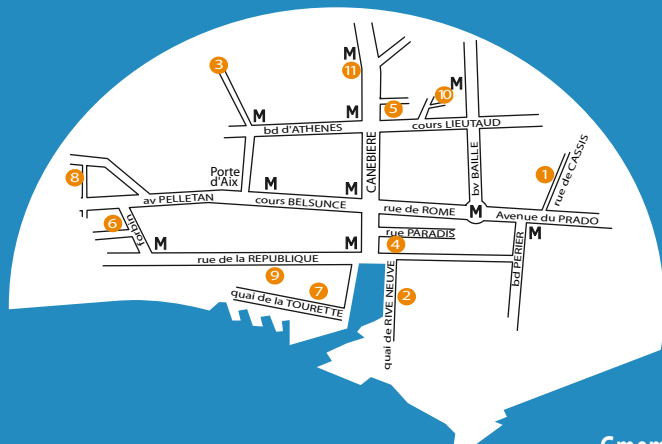 M
3
11
M
10
5
M
M
bd d'ATHENES
cours LIEUTAUD
CANEBIERE
bv BAILLE
1
rue de CASSIS
8
Porte
d'Aix
M
M
av PELLETAN
cours BELSUNCE
rue de ROME
M
Avenue du PRADO
6
Forbin
M
M
rue PARADIS
4
M
bd PERIER
rue de la REPUBLIQUE
9
7
quai de la TOURETTE
2
quai de RIVE NEUVE